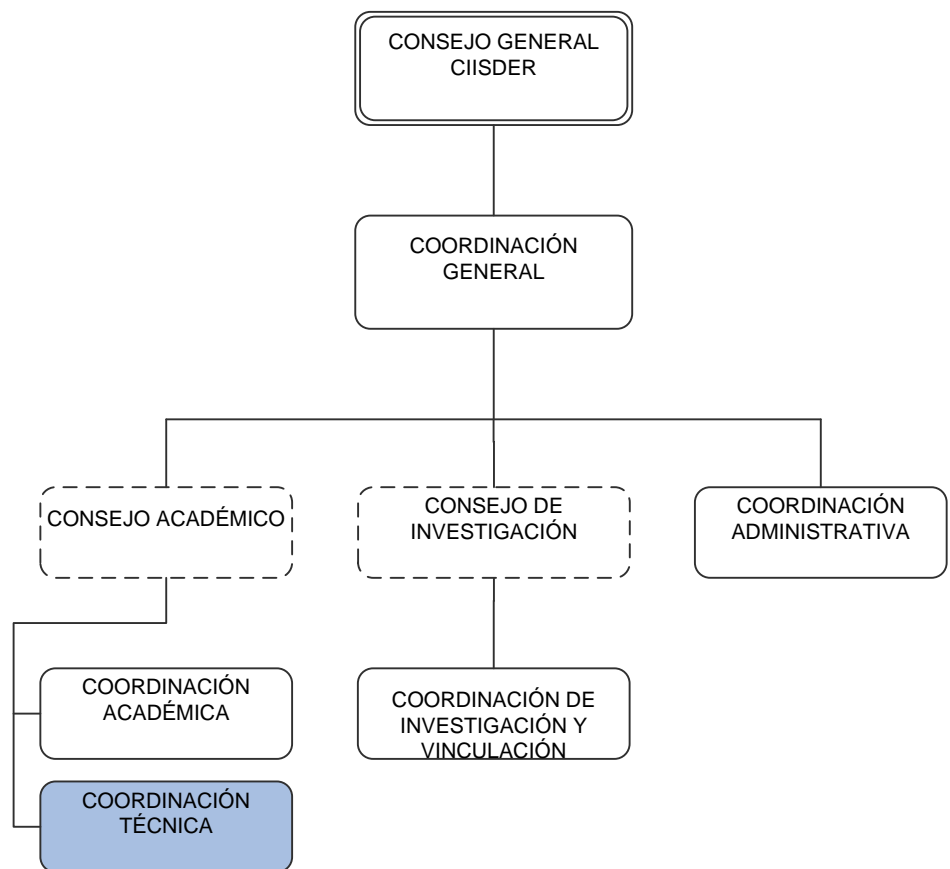 CONSEJO GENERAL
CIISDER
COORDINACIÓN
GENERAL
CONSEJO ACADÉMICO
CONSEJO DE
INVESTIGACIÓN
COORDINACIÓN
ADMINISTRATIVA
COORDINACIÓN
ACADÉMICA
COORDINACIÓN DE
INVESTIGACIÓN Y
VINCULACIÓN
COORDINACIÓN
TÉCNICA